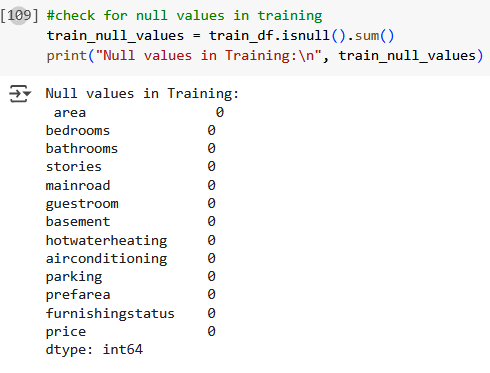 [109] #check for null values in training
train_null_values = train_df.isnull().sum()
print("Null values in Training:\n", train_null_values)
Null values in Training:
 area                0
bedrooms            0
bathrooms           0
stories             0
mainroad            0
guestroom           0
basement            0
hotwaterheating     0
airconditioning     0
parking             0
prefarea            0
furnishingstatus    0
price               0
dtype: int64